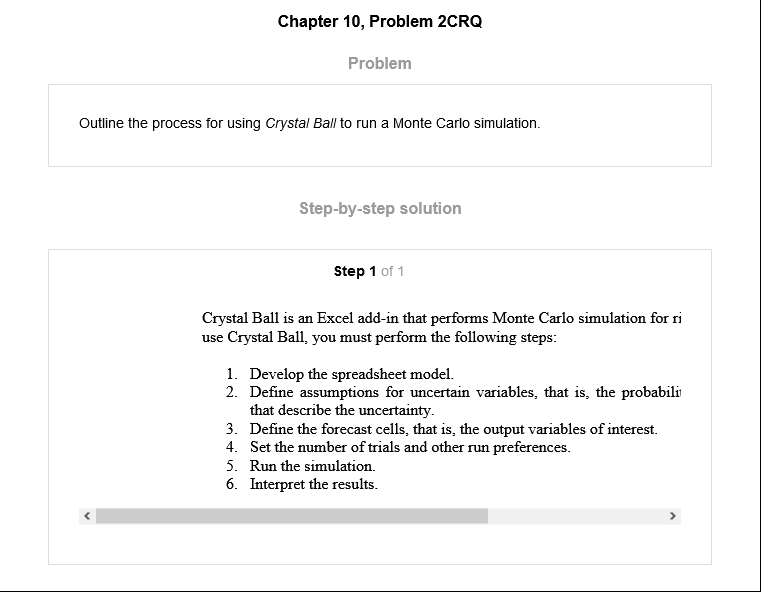 Chapter 10, Problem 2CRQ
Problem
Outline the process for using Crystal Ball to run a Monte Carlo simulation.
Step-by-step solution
Step 1 of 1
Crystal Ball is an Excel add-in that performs Monte Carlo simulation for
use Crystal Ball, you must perform the following steps:
1. Develop the spreadsheet model.
2. Define assumptions for uncertain variables, that is, the
that describe the uncertainty.
3. Define the forecast cells, that is, the output variables of interest.
4. Set the number of trials and other run preferences.
5. Run the simulation.
6. Interpret the results.